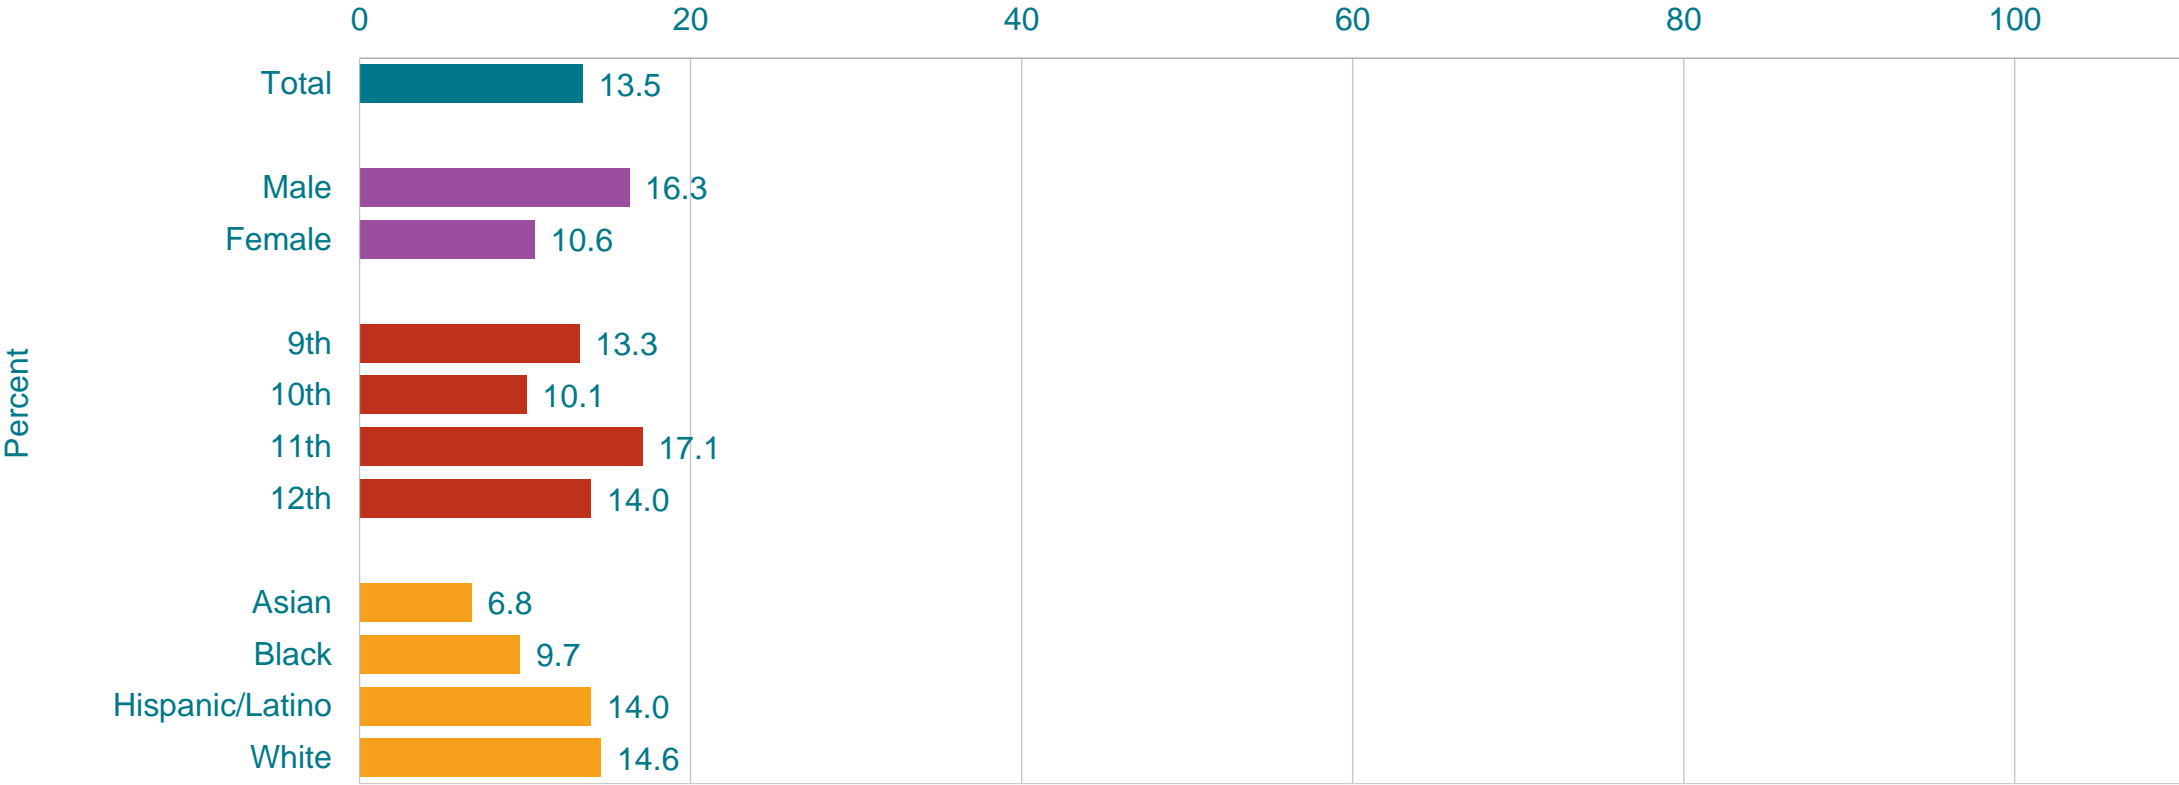 0 20 40 60 80 100
Total 13.5
Male 16.3
Female 10.6
9th 13.3
10th 10.1
11th 17.1
12th 14.0
Asian 6.8
Black 9.7
Hispanic/Latino 14.0
White 14.6
Percent